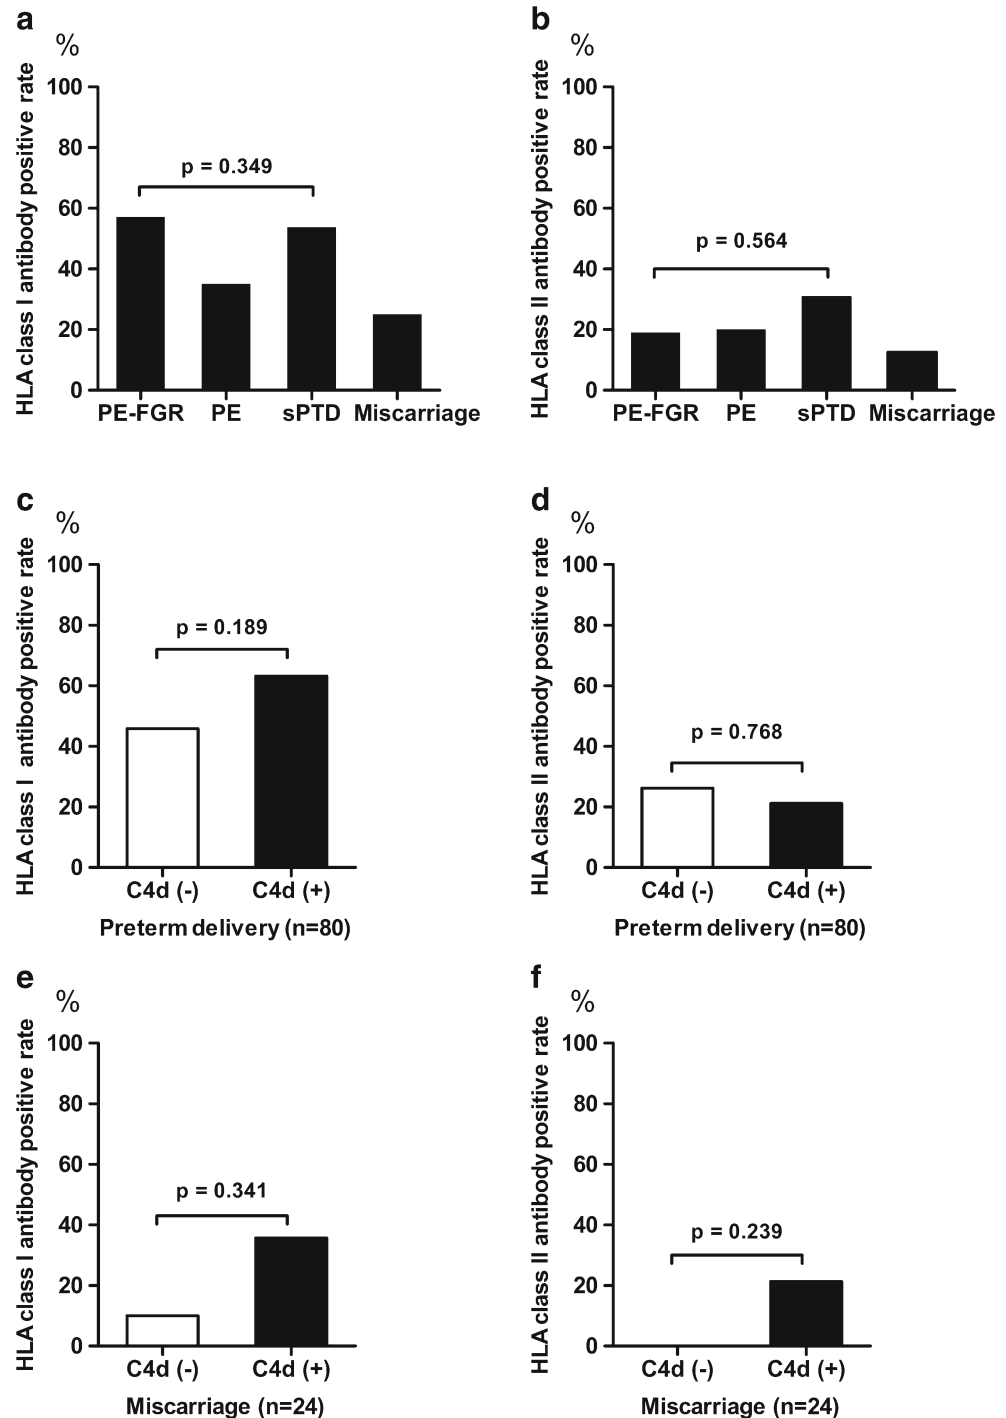 a
%
HLA class I antibody positive rate
100
80
60
40
20
0
p = 0.349
PE-FGR PE sPTD Miscarriage
b
%
HLA class II antibody positive rate
100
80
60
40
20
0
p = 0.564
PE-FGR PE sPTD Miscarriage
c
%
HLA class I antibody positive rate
100
80
60
40
20
0
p = 0.189
C4d (-) C4d (+)
Preterm delivery (n=80)
d
%
HLA class II antibody positive rate
100
80
60
40
20
0
p = 0.768
C4d (-) C4d (+)
Preterm delivery (n=80)
e
%
HLA class I antibody positive rate
100
80
60
40
20
0
p = 0.341
C4d (-) C4d (+)
Miscarriage (n=24)
f
%
HLA class II antibody positive rate
100
80
60
40
20
0
p = 0.239
C4d (-) C4d (+)
Miscarriage (n=24)